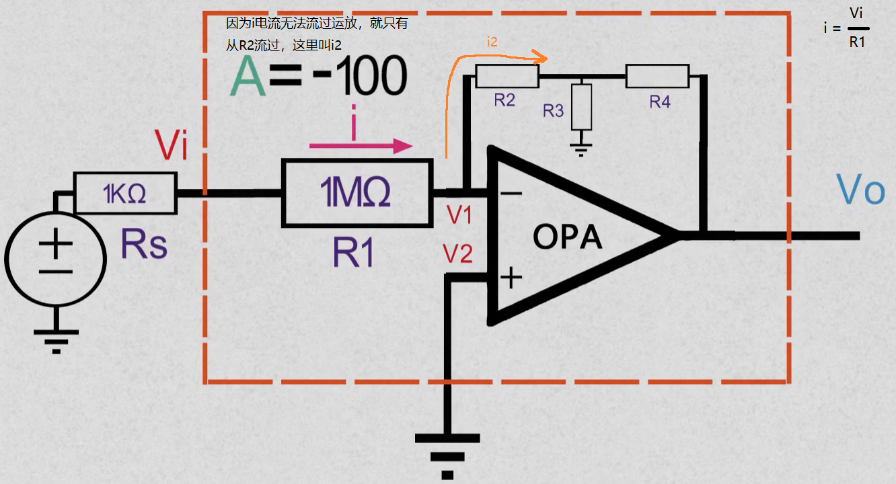 因为i电流无法流过运放，就只有
从R2流过，这里叫i2
i = Vi
R1
A=-100
i2
i
R2
R3
R4
Vi
1KΩ
1MΩ
V1
Vo
Rs
R1
V2
OPA